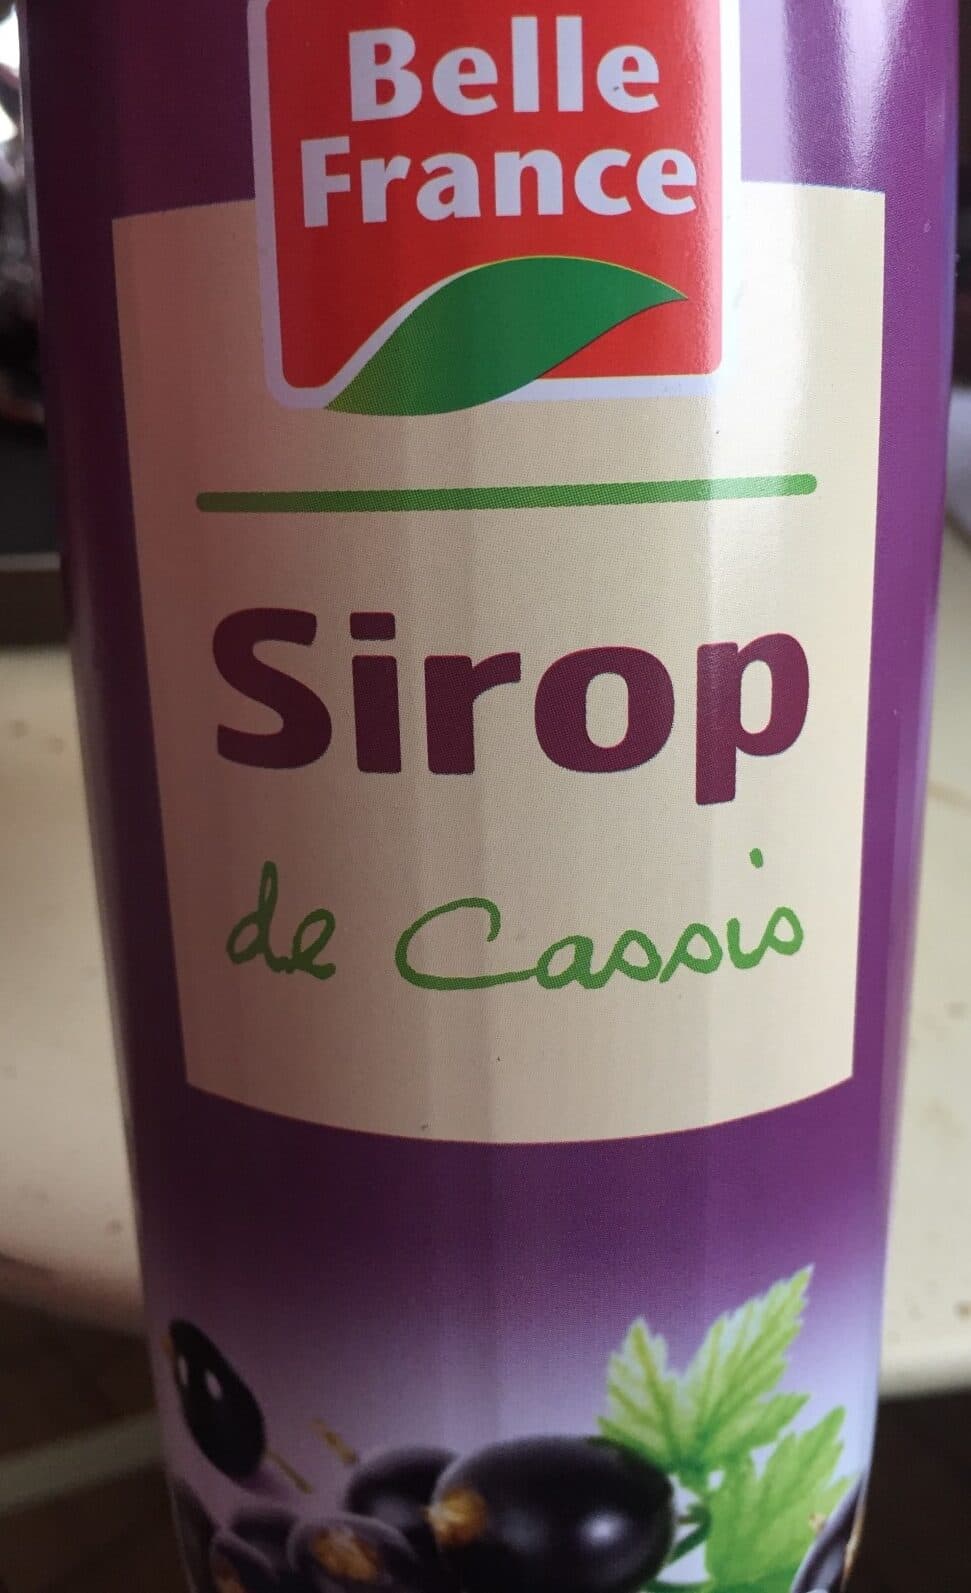 Belle
France
Sirop
de Cassis